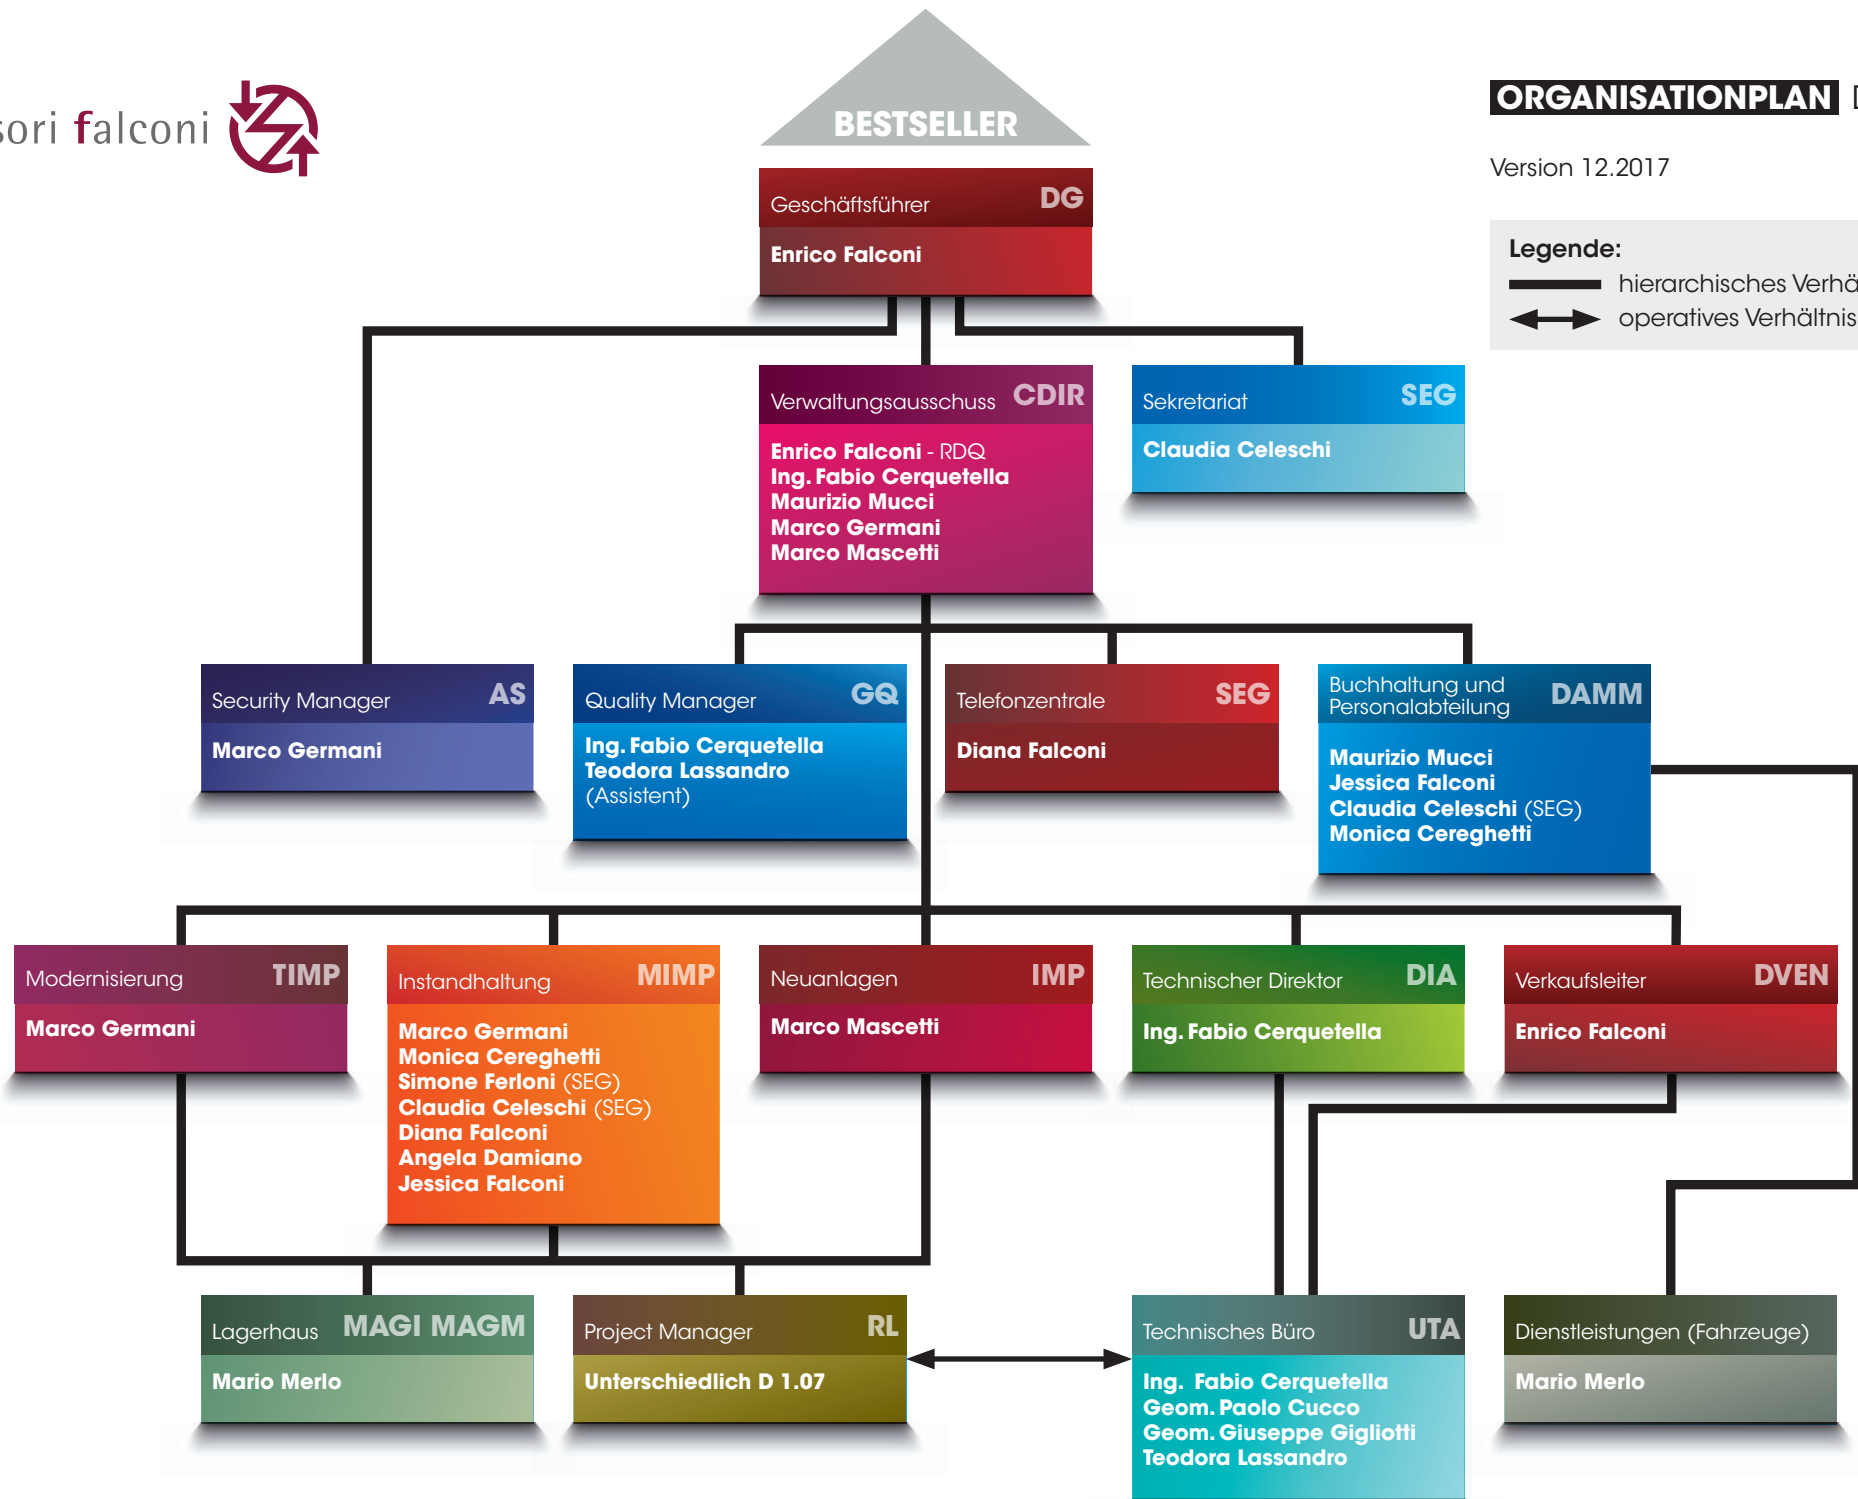 BESTSELLER
falconi
ORGANISATIONPLAN
Version 12.2017
Legende:
hierarchisches
operatives Verhältnis
Geschäftsführer DG
Enrico Falconi
Verwaltungsausschuss CDIR
Enrico Falconi - RDQ
Ing. Fabio Cerquetella
Maurizio Mucci
Marco Germani
Marco Mascetti
Sekretariat SEG
Claudia Celeschi
Security Manager AS
Marco Germani
Quality Manager GQ
Ing. Fabio Cerquetella
Teodora Lassandro
(Assistent)
Telefonzentrale SEG
Diana Falconi
Buchhaltung und
Personalabteilung DAMM
Maurizio Mucci
Jessica Falconi
Claudia Celeschi (SEG)
Monica Cereghetti
Modernisierung TIMP
Marco Germani
Instandhaltung MIMP
Marco Germani
Monica Cereghetti
Simone Ferloni (SEG)
Claudia Celeschi (SEG)
Diana Falconi
Angela Damiano
Jessica Falconi
Neuanlagen IMP
Marco Mascetti
Technischer Direktor DIA
Ing. Fabio Cerquetella
Verkaufsleiter DVEN
Enrico Falconi
Lagerhaus MAGI MAGM
Mario Merlo
Project Manager RL
Unterschiedlich D 1.07
Technisches Büro UTA
Ing. Fabio Cerquetella
Geom. Paolo Cucco
Geom. Giuseppe Gigliotti
Teodora Lassandro
Dienstleistungen (Fahrzeuge)
Mario Merlo